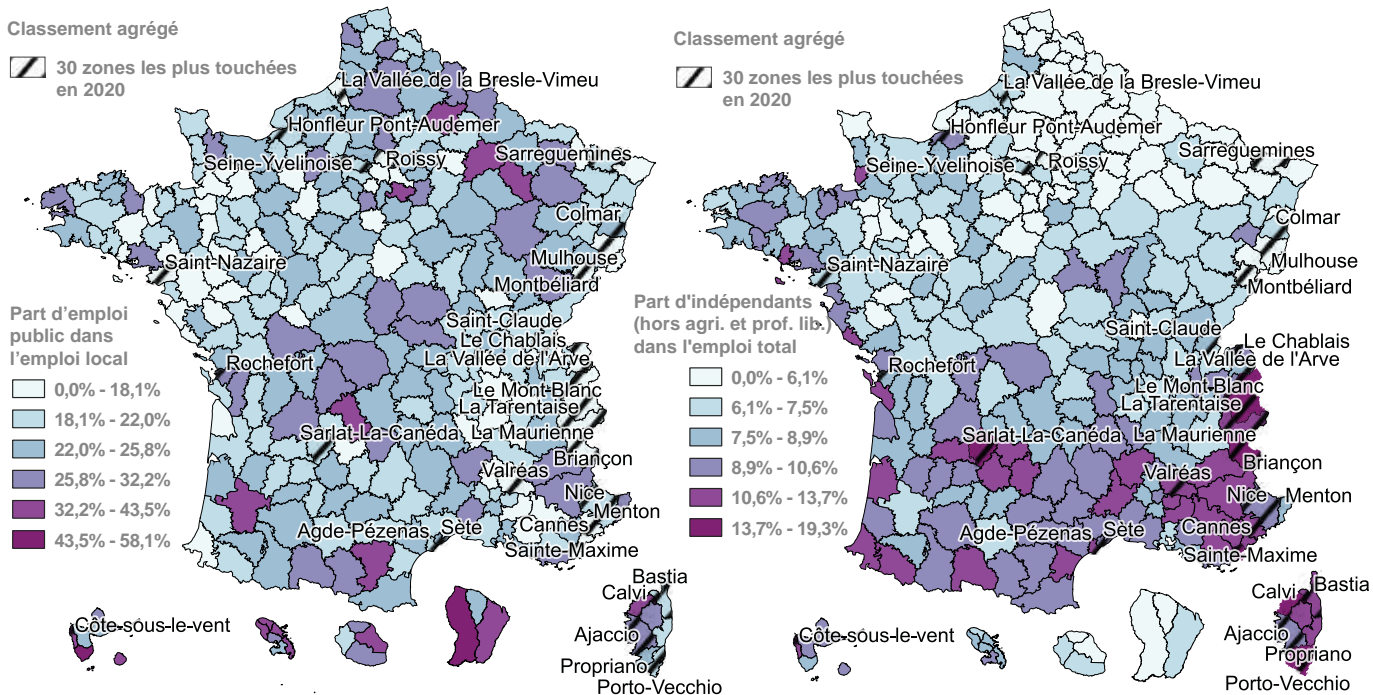 Classement agrégé
30 zones les plus touchées
en 2020
La Vallée de la Bresle-Vimeu
Honfleur Pont-Audemer
Seine-Yvelinoise
Roissy
Sarreguemines
Colmar
Mulhouse
Montbéliard
Saint-Nazaire
Part d’emploi
public dans
l’emploi local
0,0% - 18,1%
18,1% - 22,0%
22,0% - 25,8%
25,8% - 32,2%
32,2% - 43,5%
43,5% - 58,1%
Saint-Claude
Le Chablais
La Vallée de l'Arve
Rochefort
Le Mont Blanc
La Tarentaise
Sarlat-La-Canéda
La Maurienne
Briançon
Valréas
Nice
Menton
Agde-Pézenas
Sète
Cannes
Sainte-Maxime
Bastia
Calvi
Côte-sous-le-vent
Ajaccio
Propriano
Porto-Vecchio
Classement agrégé
30 zones les plus touchées
en 2020
La Vallée de la Bresle-Vimeu
Honfleur Pont-Audemer
Seine-Yvelinoise
Roissy
Sarreguemines
Colmar
Mulhouse
Montbéliard
Saint-Nazaire
Part d'indépendants
(hors agri. et prof. lib.)
dans l'emploi total
0,0% - 6,1%
6,1% - 7,5%
7,5% - 8,9%
8,9% - 10,6%
10,6% - 13,7%
13,7% - 19,3%
Saint-Claude
Le Chablais
La Vallée de l'Arve
Rochefort
Le Mont Blanc
La Tarentaise
Sarlat-La-Canéda
La Maurienne
Briançon
Valréas
Nice
Menton
Agde-Pézenas
Sète
Cannes
Sainte-Maxime
Calvi
Bastia
Côte-sous-le-vent
Ajaccio
Propriano
Porto-Vecchio